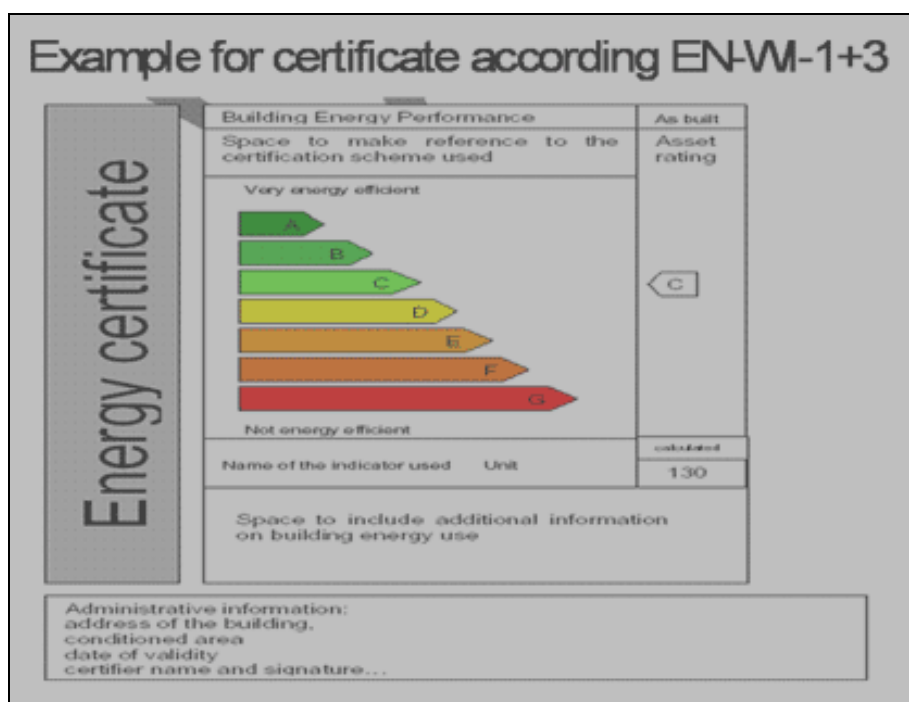 Example for certificate according EN-WI-1+3
Energy certificate
Building Energy Performance
As built
Space to make reference to the
certification scheme used
Asset
rating
Very energy efficient
A
B
C
D
E
F
G
C
Not energy efficient
calculated
Name of the indicator used Unit
130
Space to include additional information
on building energy use
Administrative information:
address of the building,
conditioned area
date of validity
certifier name and signature...